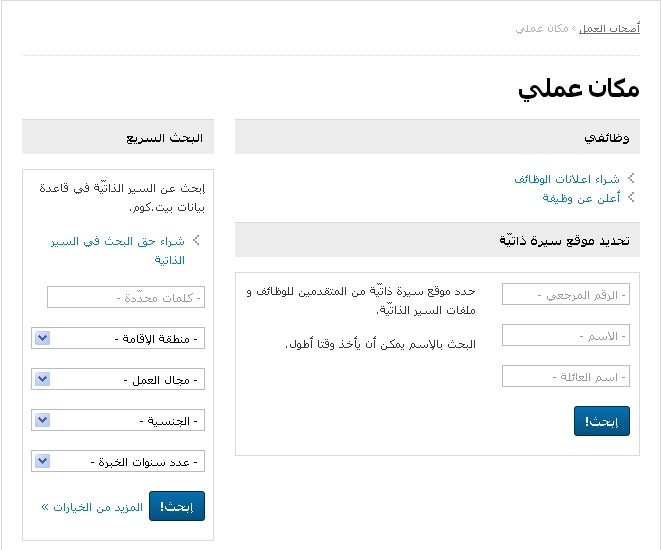 أصحاب العمل › مكان عملي
مكان عملي
وظائفي
شراء اعلانات الوظائف
أعلن عن وظيفة
تحديد موقع سيرة ذاتيّة
- الرقم المرجعي -
- الاسم -
- اسم العائلة -
إبحث!
حدد موقع سيرة ذاتيّة من المتقدمين للوظائف و
ملفات السير الذاتيّة.
البحث بالإسم يمكن أن يأخذ وقتا أطول.
البحث السريع
إبحث عن السير الذاتيّة في قاعدة
بيانات بيت.كوم.
شراء حق البحث في السير
الذاتية
- كلمات محدّدة -
- منطقة الإقامة -
- مجال العمل -
- الجنسية -
- عدد سنوات الخبرة -
إبحث! المزيد من الخيارات »